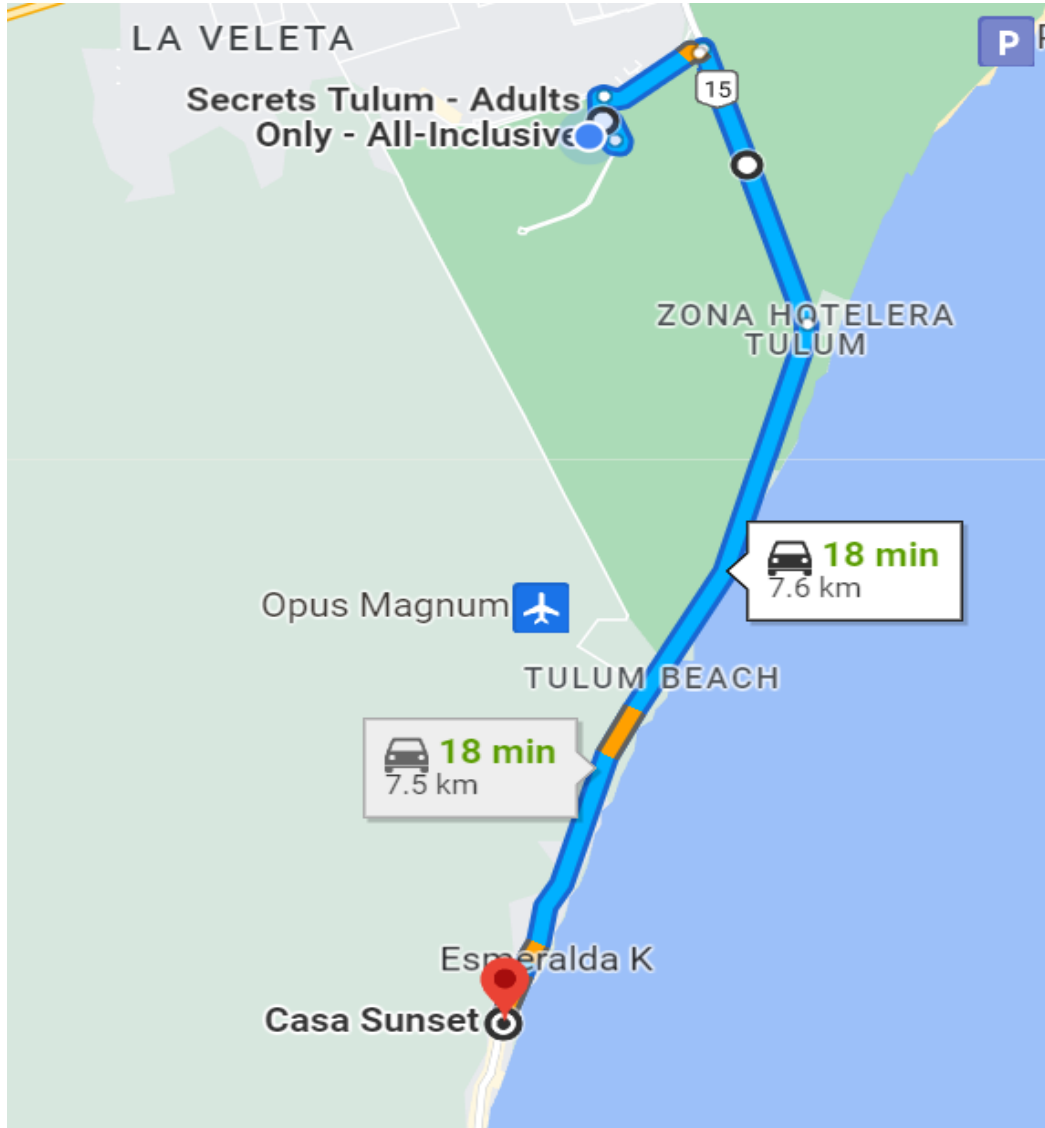 LA VELETA
P
Secrets Tulum - Adults
Only - All-Inclusive
15
ZONA HOTELERA
TULUM
18 min
7.6 km
Opus Magnum
TULUM BEACH
18 min
7.5 km
Esmeralda K
Casa Sunset